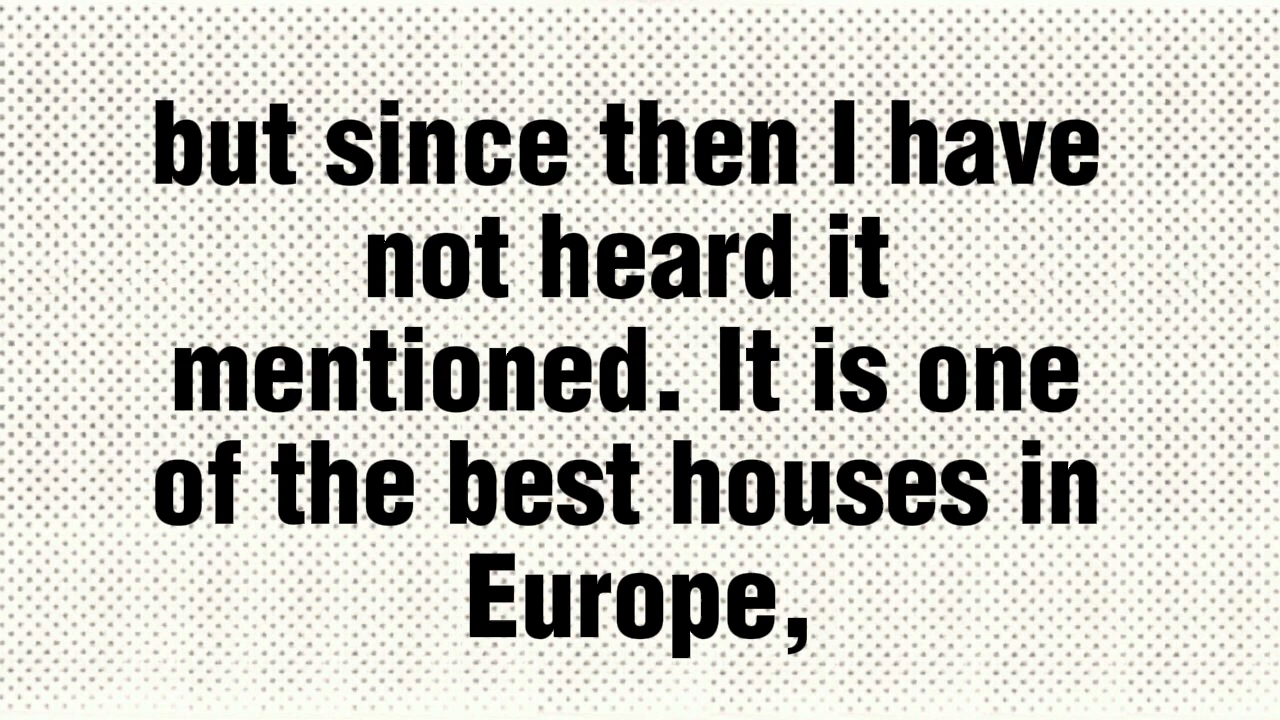 but since then I have
not heard it
mentioned. It is one
of the best houses in
Europe,